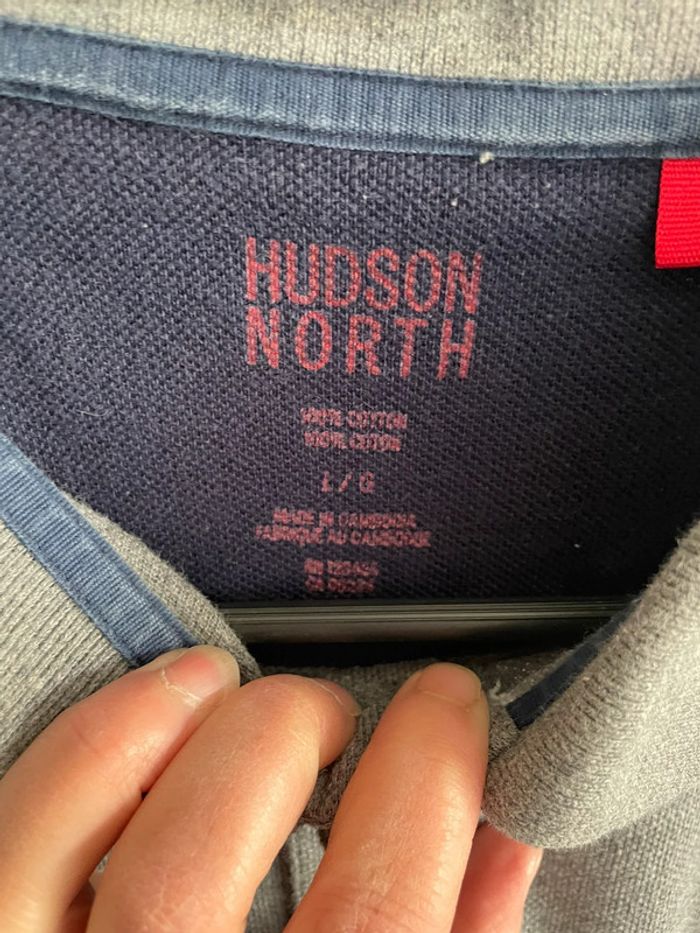 HUDSON
NORTH
100% COTTON
100% COTON
L / G
MADE IN CAMBODIA
FABRIQUÉ AU CAMBODGE